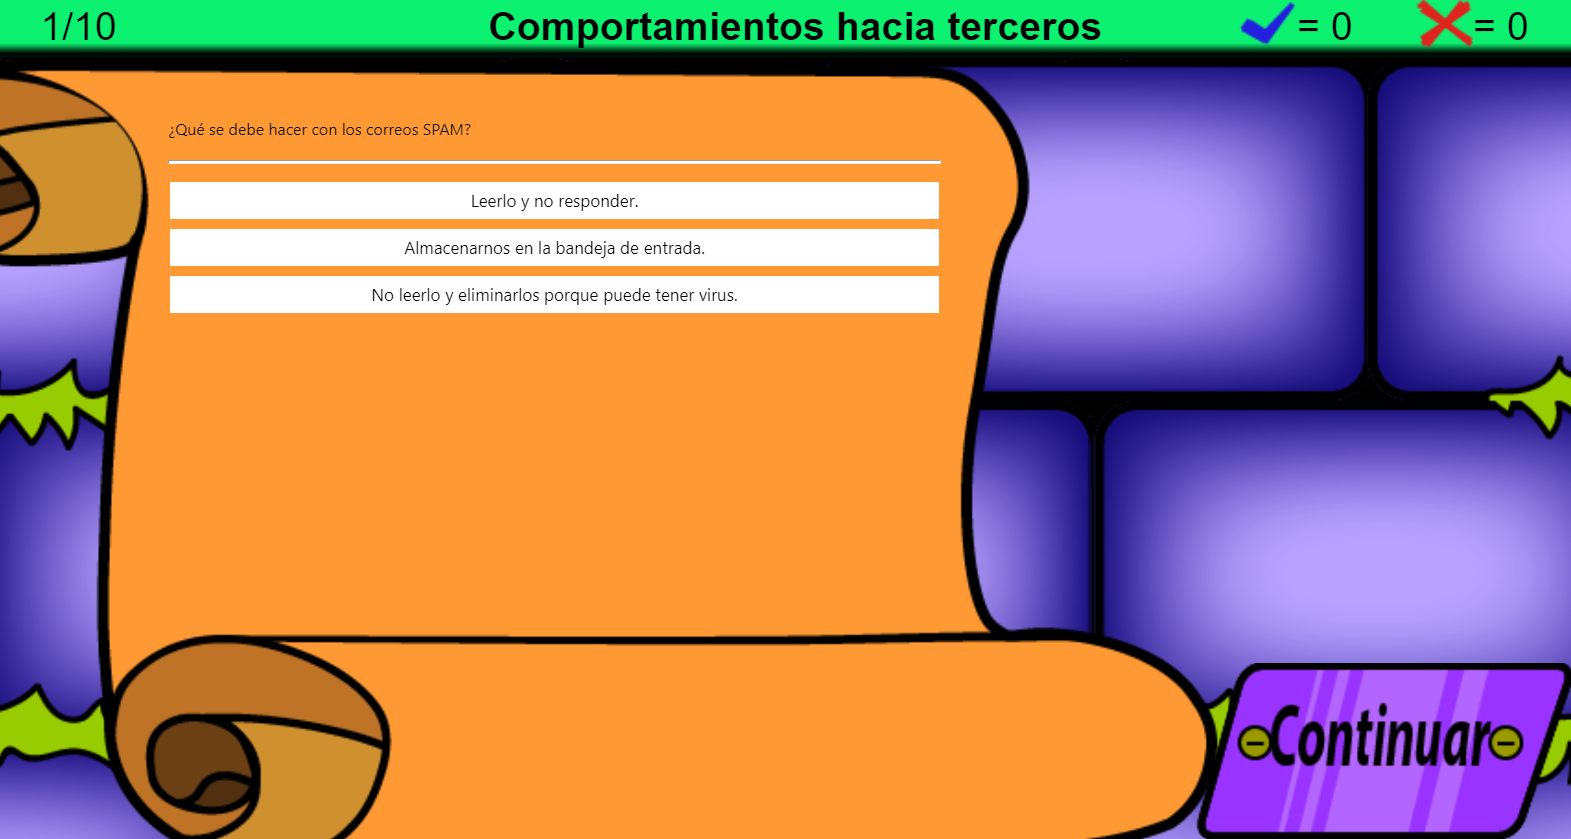 1/10
Comportamientos hacia terceros
= 0
= 0
¿Qué se debe hacer con los correos SPAM?
Leerlo y no responder.
Almacenarnos en la bandeja de entrada.
No leerlo y eliminarlos porque puede tener virus.
Continuar